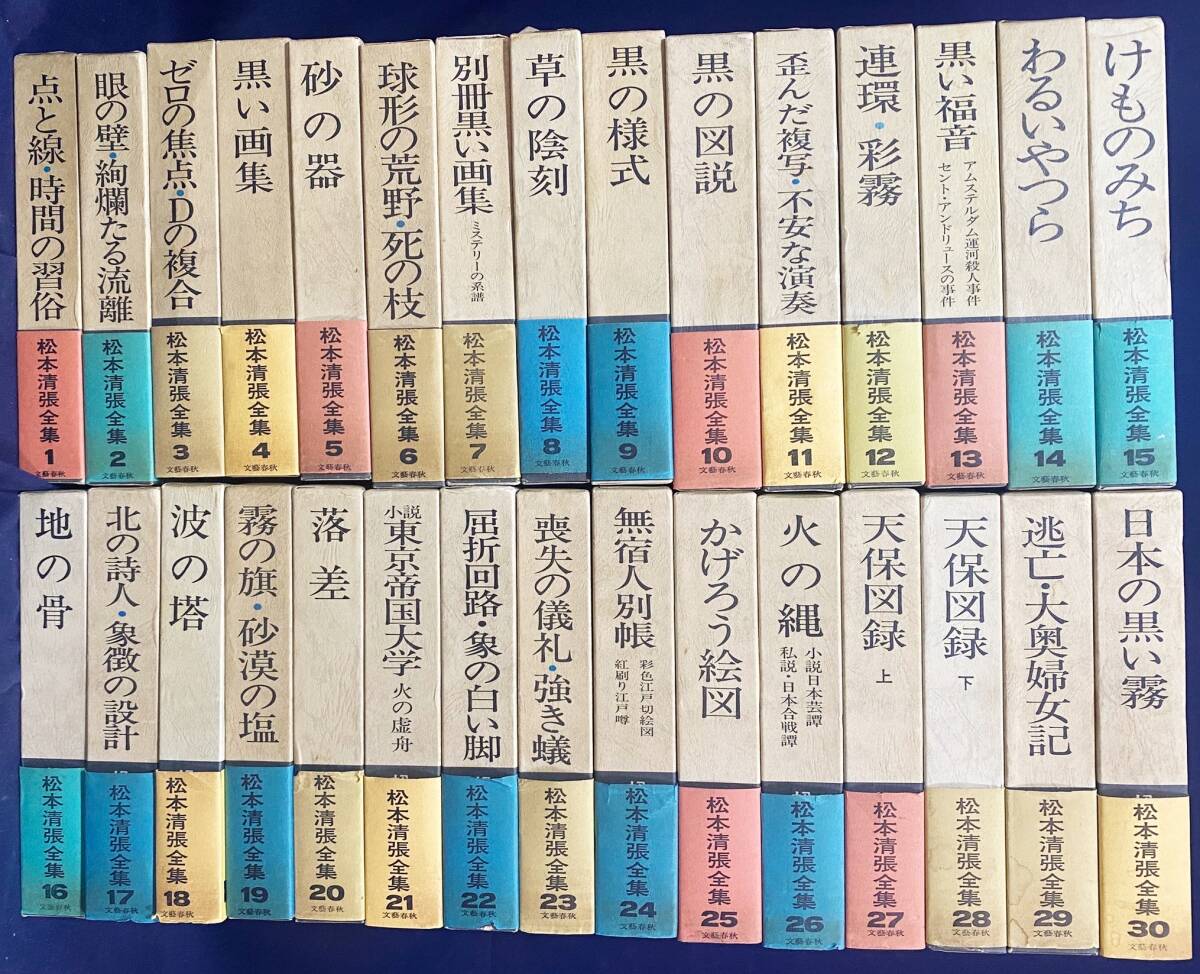 点と線・時間の習俗
松本清張全集
1
文藝春秋
眼の壁・絢爛たる流離
松本清張全集
2
文藝春秋
ゼロの焦点・Dの複合
松本清張全集
3
文藝春秋
黒い画集
松本清張全集
4
文藝春秋
砂の器
松本清張全集
5
文藝春秋
球形の荒野・死の枝
松本清張全集
6
文藝春秋
別冊黒い画集
ミステリーの系譜
松本清張全集
7
文藝春秋
草の陰刻
松本清張全集
8
文藝春秋
黒の様式
松本清張全集
9
文藝春秋
黒の図説
松本清張全集
10
文藝春秋
歪んだ複写・不安な演奏
松本清張全集
11
文藝春秋
連環・彩霧
松本清張全集
12
文藝春秋
黒い福音
アムステルダム運河殺人事件
セント・アンドリュースの事件
松本清張全集
13
文藝春秋
わるいやつら
松本清張全集
14
文藝春秋
けものみち
松本清張全集
15
文藝春秋
地の骨
松本清張全集
16
文藝春秋
北の詩人・象徴の設計
松本清張全集
17
文藝春秋
波の塔
松本清張全集
18
文藝春秋
霧の旗・砂漠の塩
松本清張全集
19
文藝春秋
落差
松本清張全集
20
文藝春秋
小説
東京帝国大学
火の虚舟
松本清張全集
21
文藝春秋
屈折回路・象の白い脚
松本清張全集
22
文藝春秋
喪失の儀礼・強き蟻
松本清張全集
23
文藝春秋
無宿人別帳
彩色江戸切絵図
紅刷り江戸噂
松本清張全集
24
文藝春秋
かげろう絵図
松本清張全集
25
文藝春秋
火の縄
小説日本芸譚
私説・日本合戦譚
松本清張全集
26
文藝春秋
天保図録
上
松本清張全集
27
文藝春秋
天保図録
下
松本清張全集
28
文藝春秋
逃亡・大奥婦女記
松本清張全集
29
文藝春秋
日本の黒い霧
松本清張全集
30
文藝春秋